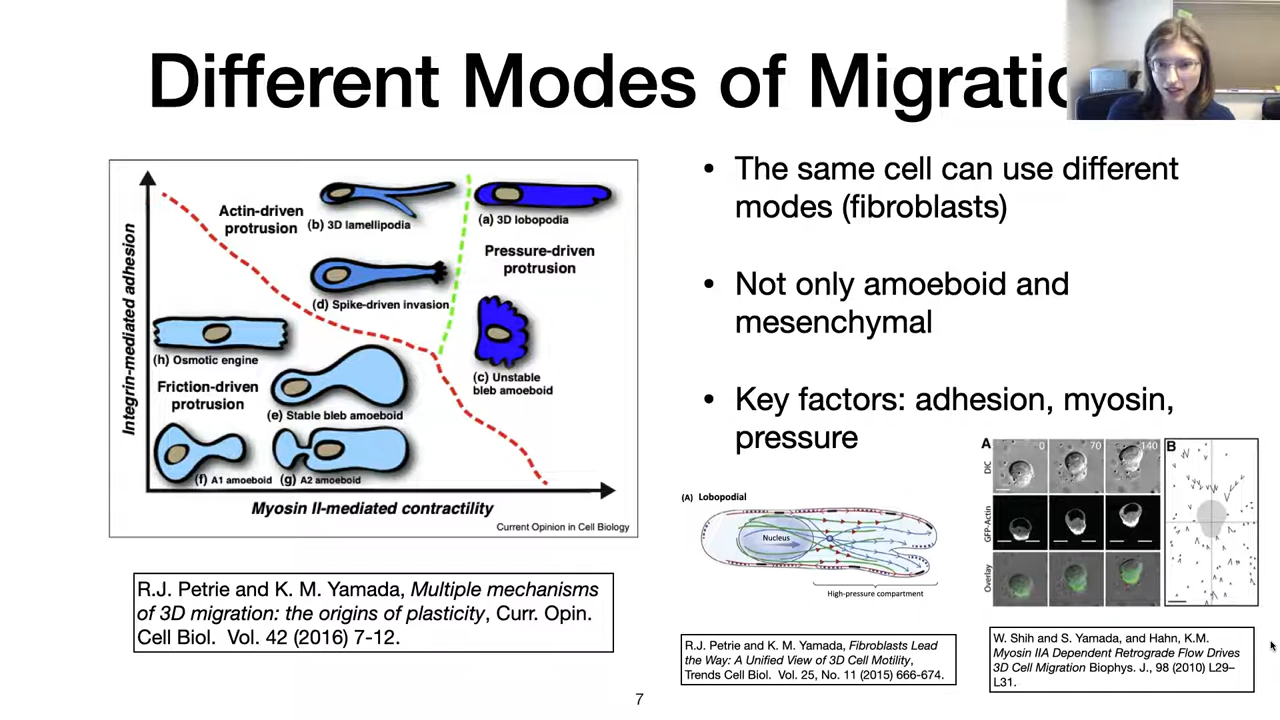 Different Modes of Migratio
Actin-driven
protrusion
(b) 3D lamellipodia
(a) 3D lobopodia
Pressure-driven
protrusion
(d) Spike-driven invasion
(h) Osmotic engine
(c) Unstable
bleb amoeboid
Friction-driven
protrusion
(e) Stable bleb amoeboid
(f) A1 amoeboid
(g) A2 amoeboid
Integrin-mediated adhesion
Myosin II-mediated contractility
Current Opinion in Cell Biology
R.J. Petrie and K. M. Yamada, Multiple mechanisms
of 3D migration: the origins of plasticity, Curr. Opin.
Cell Biol. Vol. 42 (2016) 7-12.
• The same cell can use different
modes (fibroblasts)
• Not only amoeboid and
mesenchymal
• Key factors: adhesion, myosin,
pressure
(A) Lobopodial
Nucleus
High-pressure compartment
R.J. Petrie and K. M. Yamada, Fibroblasts Lead
the Way: A Unified View of 3D Cell Motility,
Trends Cell Biol. Vol. 25, No. 11 (2015) 666-674.
A
0
70
140
B
DIC
GFP-Actin
Overlay
W. Shih and S. Yamada, and Hahn, K.M.
Myosin IIA Dependent Retrograde Flow Drives
3D Cell Migration Biophys. J., 98 (2010) L29–
L31.
7